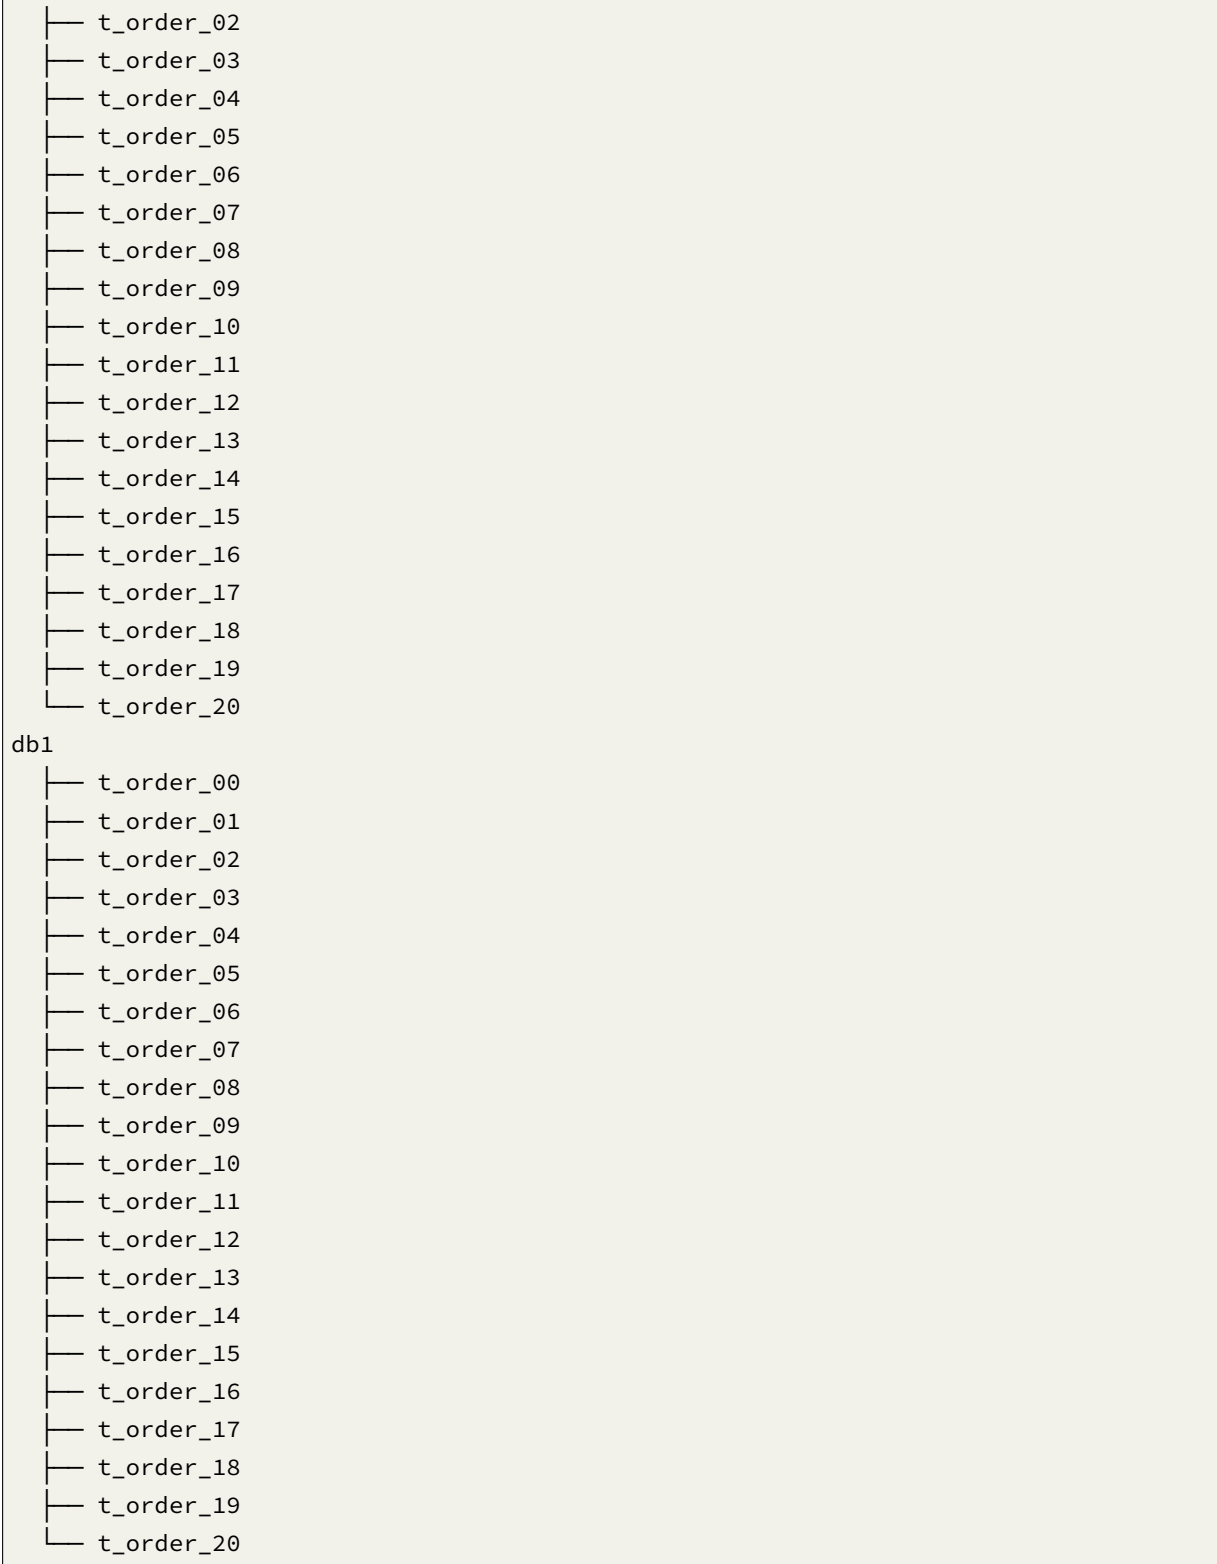 ├── t_order_02
├── t_order_03
├── t_order_04
├── t_order_05
├── t_order_06
├── t_order_07
├── t_order_08
├── t_order_09
├── t_order_10
├── t_order_11
├── t_order_12
├── t_order_13
├── t_order_14
├── t_order_15
├── t_order_16
├── t_order_17
├── t_order_18
├── t_order_19
└── t_order_20
db1
├── t_order_00
├── t_order_01
├── t_order_02
├── t_order_03
├── t_order_04
├── t_order_05
├── t_order_06
├── t_order_07
├── t_order_08
├── t_order_09
├── t_order_10
├── t_order_11
├── t_order_12
├── t_order_13
├── t_order_14
├── t_order_15
├── t_order_16
├── t_order_17
├── t_order_18
├── t_order_19
└── t_order_20